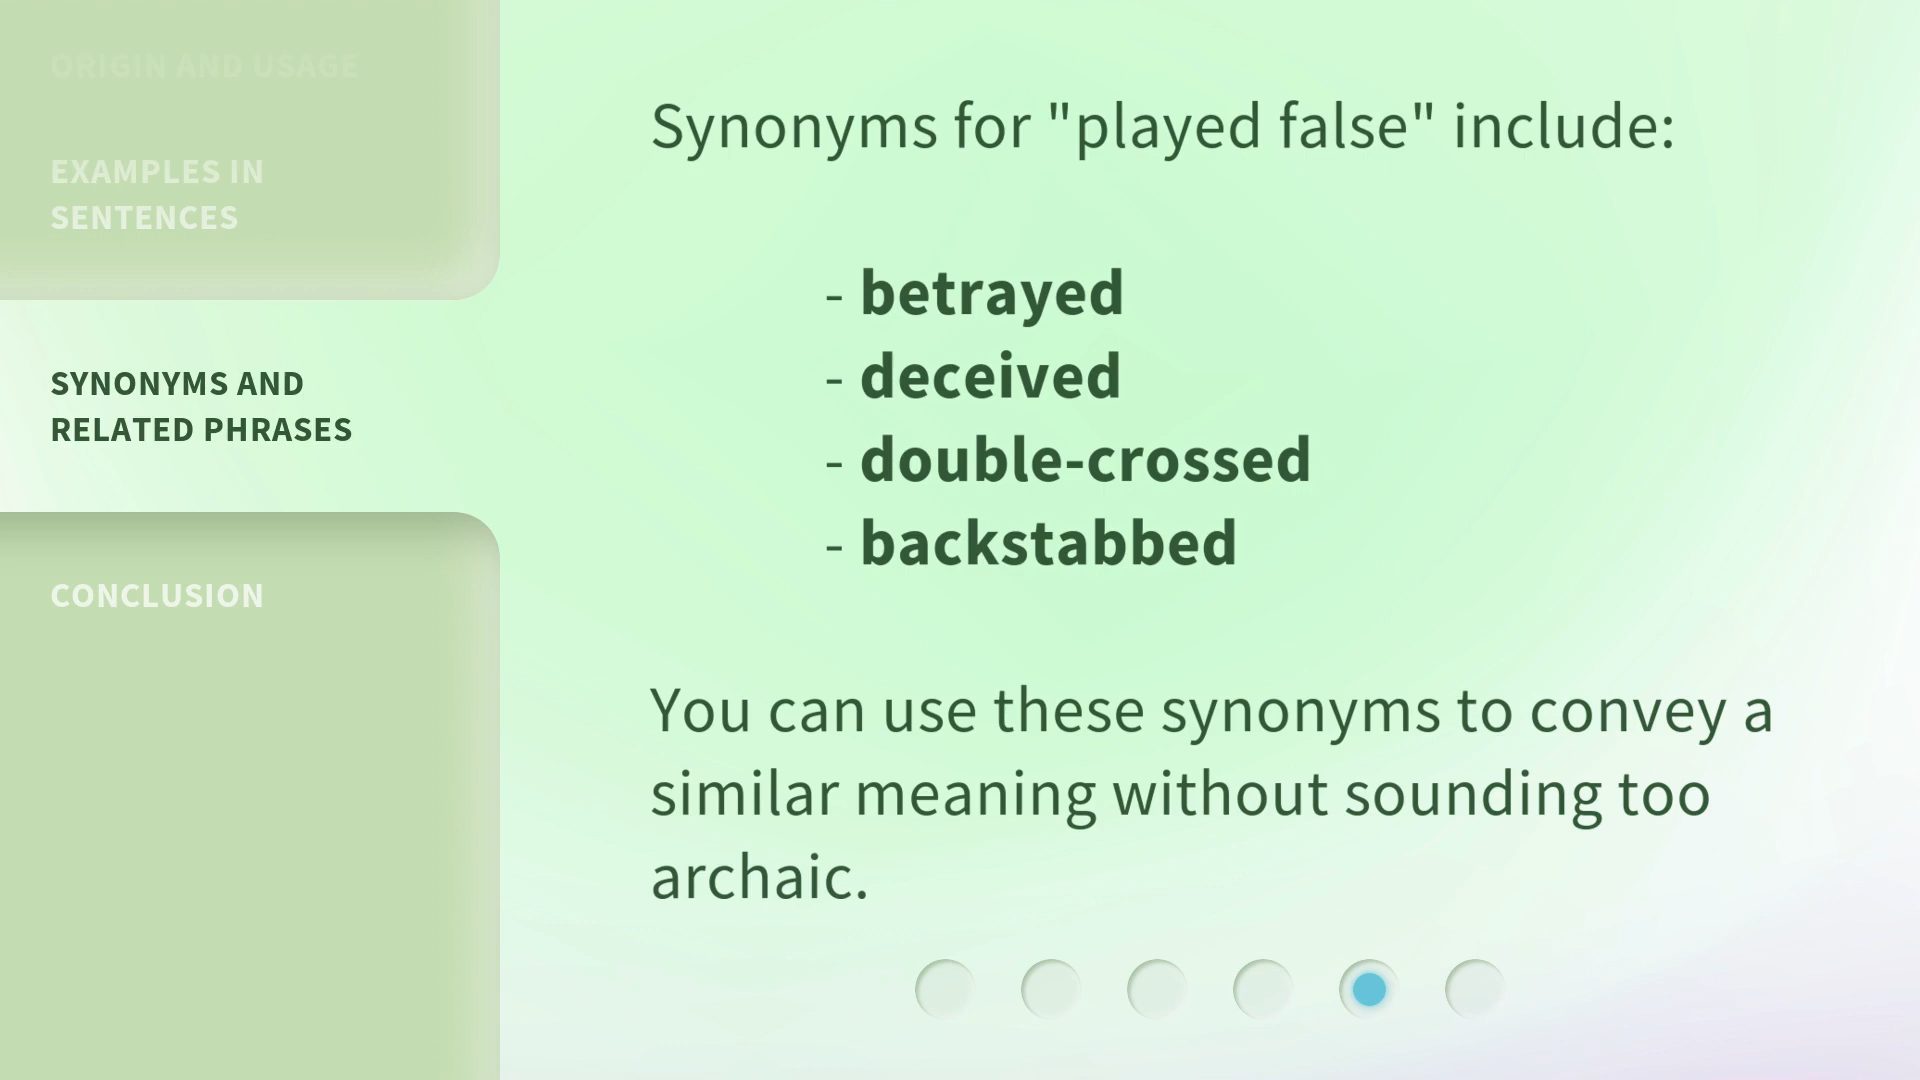 ORIGIN AND USAGE
EXAMPLES IN
SENTENCES
SYNONYMS AND
RELATED PHRASES
CONCLUSION
Synonyms for "played false" include:
- betrayed
- deceived
- double-crossed
- backstabbed
You can use these synonyms to convey a
similar meaning without sounding too
archaic.